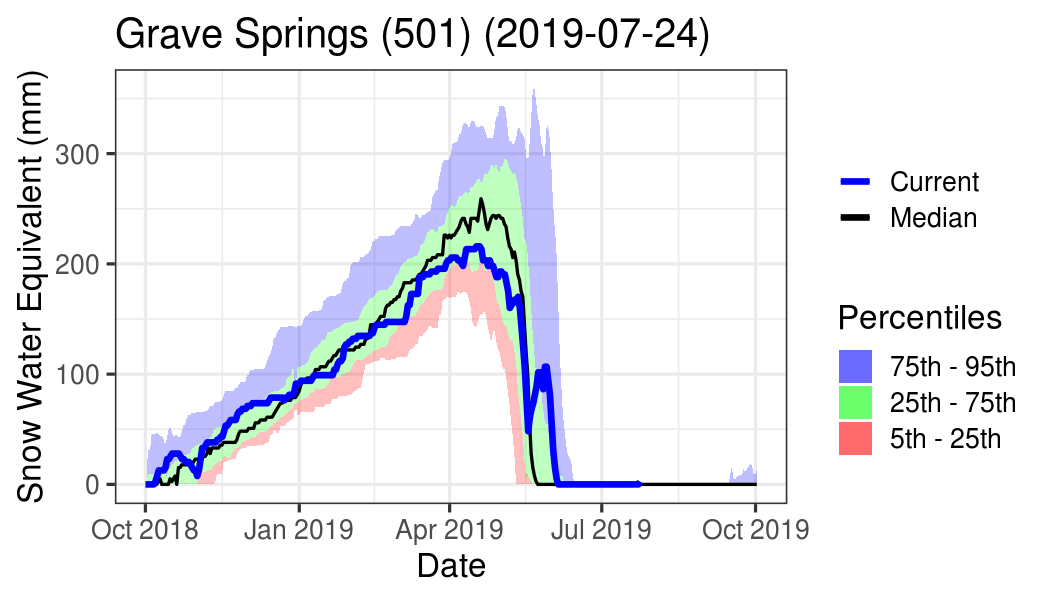 Grave Springs (501) (2019-07-24)
Snow Water Equivalent (mm)
300
200
100
0
Oct 2018
Jan 2019
Apr 2019
Jul 2019
Oct 2019
Date
Current
Median
Percentiles
75th - 95th
25th - 75th
5th - 25th